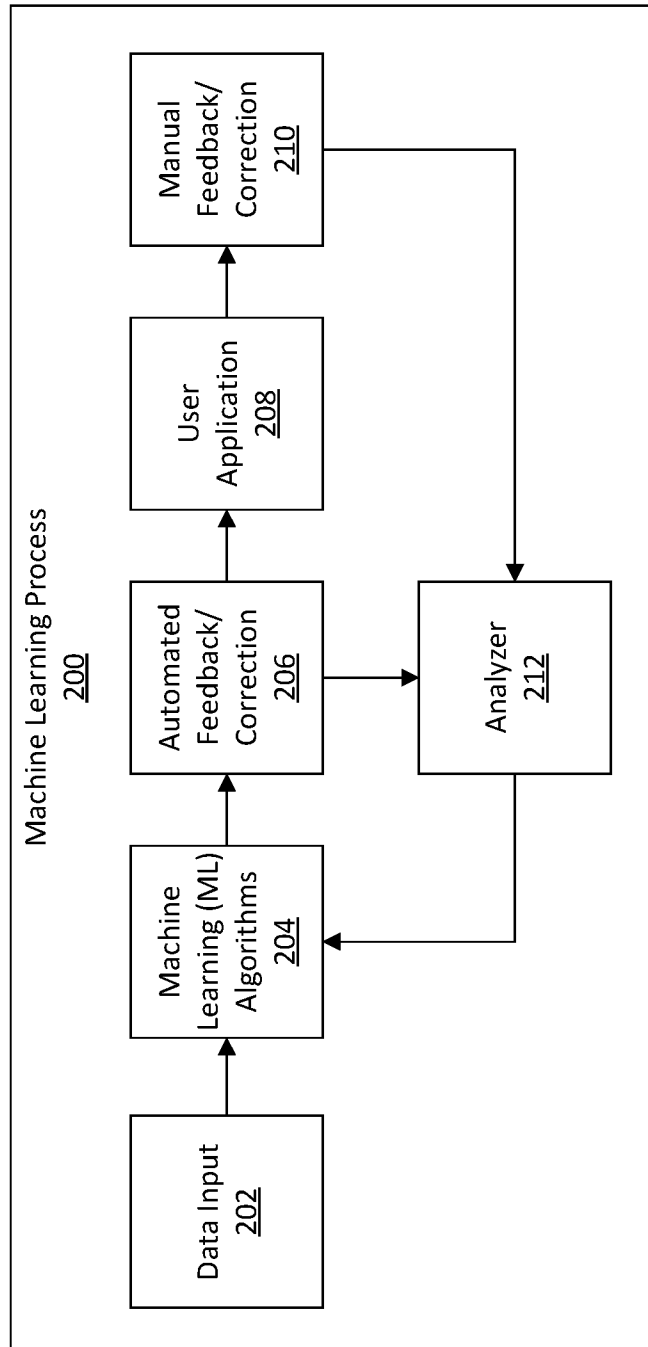 Machine Learning Process
200
Data Input
202
Machine
Learning (ML)
Algorithms
204
Automated
Feedback/
Correction
206
User
Application
208
Manual
Feedback/
Correction
210
Analyzer
212